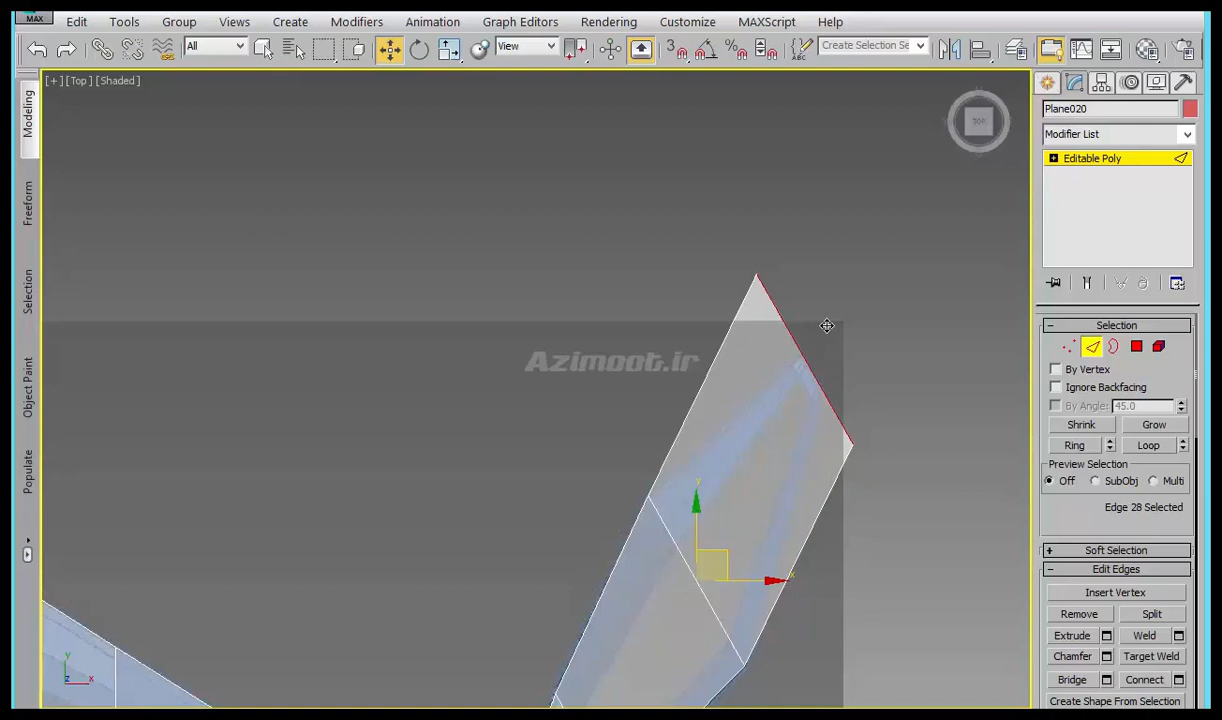 MAX
Edit Tools Group Views Create Modifiers Animation Graph Editors Rendering Customize MAXScript Help
All View 3 Create Selection Se
[+] [Top] [Shaded]
TOP
Modeling
Freeform
Selection
Object Paint
Populate
Azimoot.ir
y
x
y
z x
Plane020
Modifier List
Editable Poly
Selection
By Vertex
Ignore Backfacing
By Angle: 45.0
Shrink Grow
Ring Loop
Preview Selection
Off SubObj Multi
Edge 28 Selected
Soft Selection
Edit Edges
Insert Vertex
Remove Split
Extrude Weld
Chamfer Target Weld
Bridge Connect
Create Shape From Selection